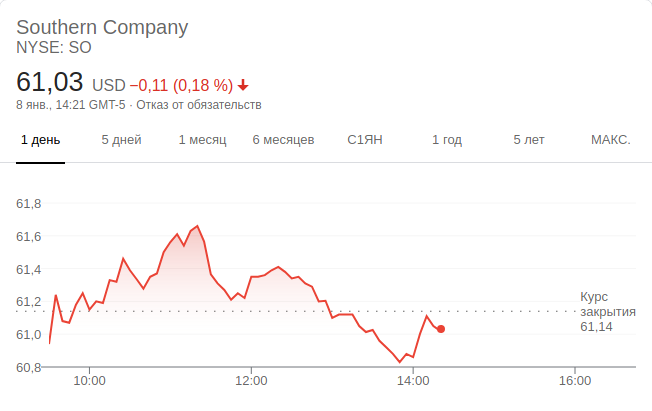 Southern Company
NYSE: SO
61,03 USD −0,11 (0,18 %)
8 янв., 14:21 GMT-5 · Отказ от обязательств
1 день 5 дней 1 месяц 6 месяцев С1ЯН 1 год 5 лет МАКС.
61,8
61,6
61,4
61,2
61,0
60,8
Курс
закрытия
61,14
10:00 12:00 14:00 16:00